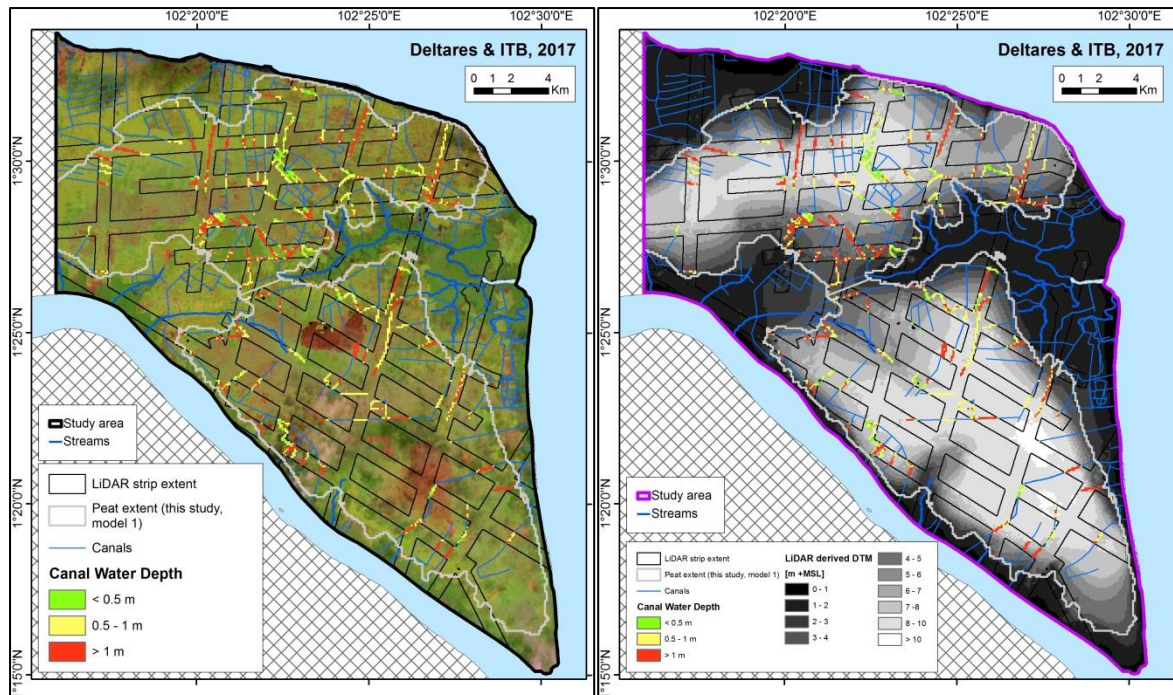 102°20'0"E 102°25'0"E 102°30'0"E
Deltares & ITB, 2017
0 1 2 4
Km
1°30'0"N
1°25'0"N
1°20'0"N
1°15'0"N
Study area
Streams
LiDAR strip extent
Peat extent (this study,
model 1)
Canals
Canal Water Depth
< 0.5 m
0.5 - 1 m
> 1 m
102°20'0"E 102°25'0"E 102°30'0"E
Deltares & ITB, 2017
0 1 2 4
Km
1°30'0"N
1°25'0"N
1°20'0"N
1°15'0"N
Study area
Streams
LiDAR strip extent
Peat extent (this study, model 1)
Canals
Canal Water Depth
< 0.5 m
0.5 - 1 m
> 1 m
LiDAR derived DTM
[m +MSL]
0 - 1
1 - 2
2 - 3
3 - 4
4 - 5
5 - 6
6 - 7
7 -8
8 - 10
> 10